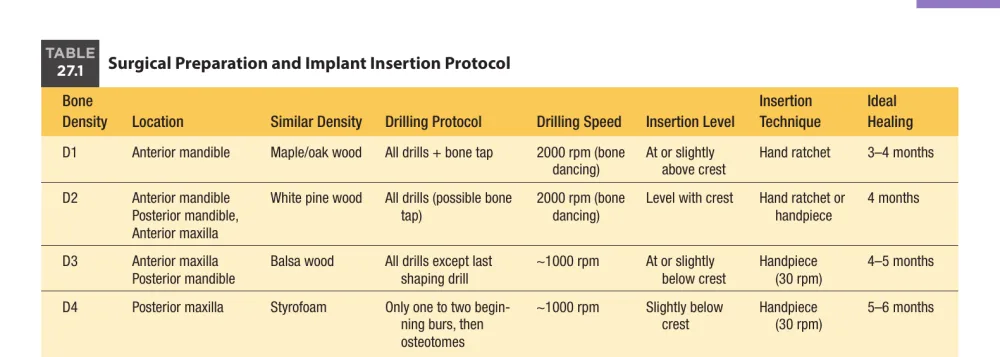 TABLE
27.1
Surgical Preparation and Implant Insertion Protocol
Bone Density Location Similar Density Drilling Protocol Drilling Speed Insertion Level Insertion Technique Ideal Healing
D1 Anterior mandible Maple/oak wood All drills + bone tap 2000 rpm (bone dancing) At or slightly above crest Hand ratchet 3–4 months
D2 Anterior mandible Posterior mandible, Anterior maxilla White pine wood All drills (possible bone tap) 2000 rpm (bone dancing) Level with crest Hand ratchet or handpiece 4 months
D3 Anterior maxilla Posterior mandible Balsa wood All drills except last shaping drill ~1000 rpm At or slightly below crest Handpiece (30 rpm) 4–5 months
D4 Posterior maxilla Styrofoam Only one to two begin-ning burs, then osteotomes ~1000 rpm Slightly below crest Handpiece (30 rpm) 5–6 months